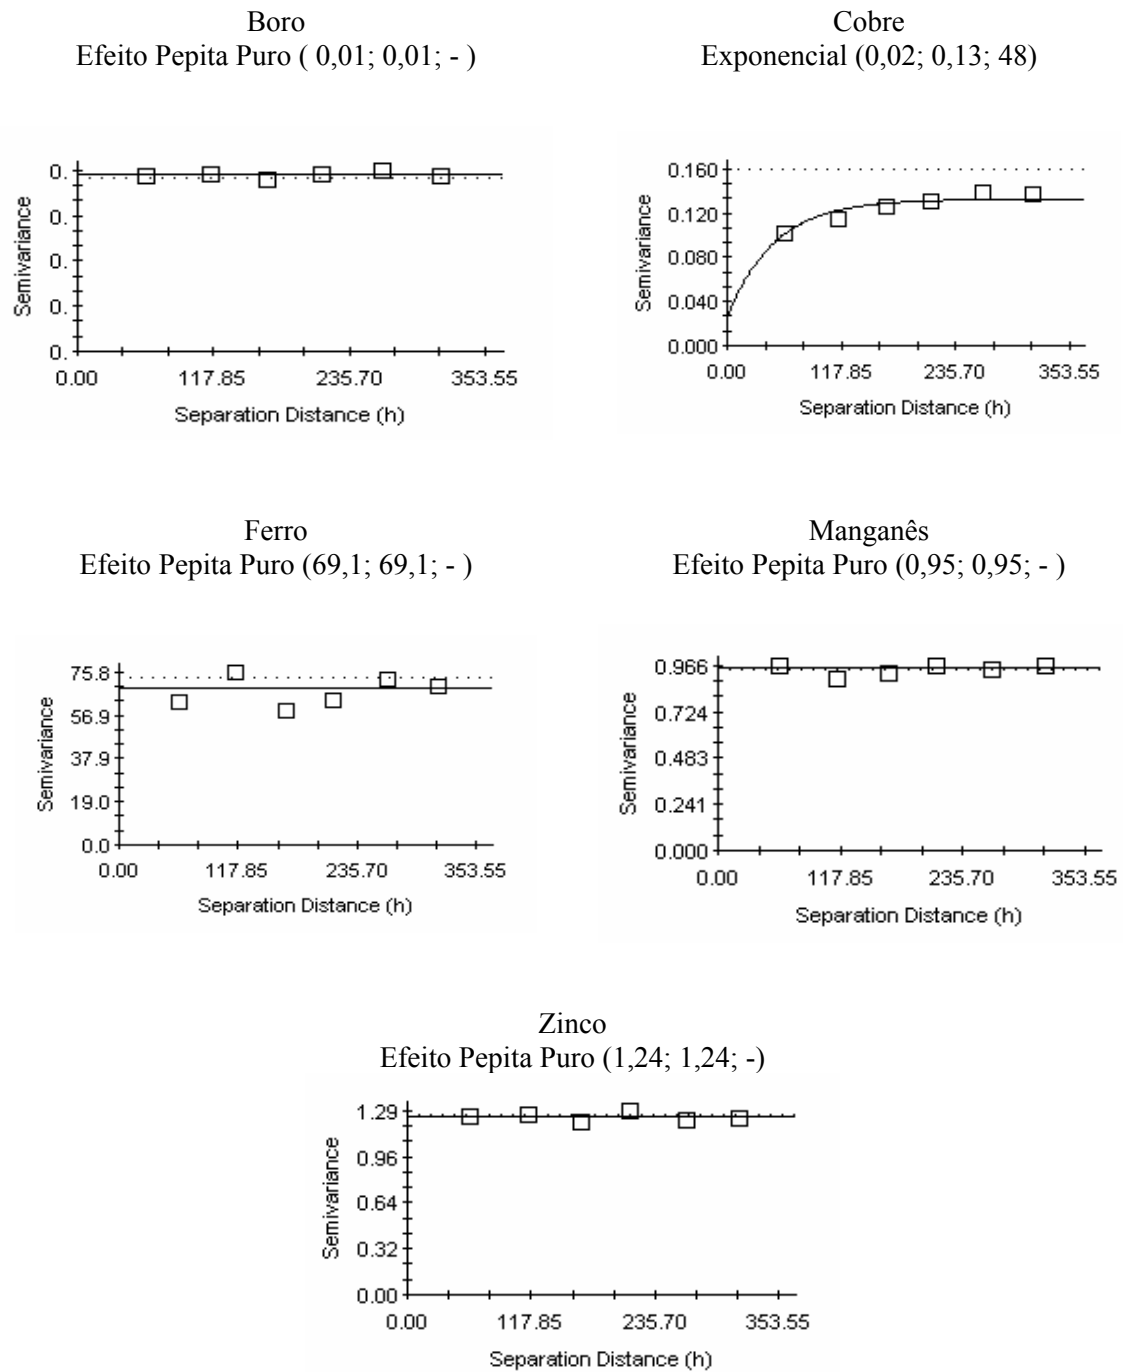 Boro
Efeito Pepita Puro ( 0,01; 0,01; - )
0.
0.
0.
0.
0.
Semivariance
0.00 117.85 235.70 353.55
Separation Distance (h)
Cobre
Exponencial (0,02; 0,13; 48)
0.160
0.120
0.080
0.040
0.000
Semivariance
0.00 117.85 235.70 353.55
Separation Distance (h)
Ferro
Efeito Pepita Puro (69,1; 69,1; - )
75.8
56.9
37.9
19.0
0.0
Semivariance
0.00 117.85 235.70 353.55
Separation Distance (h)
Manganês
Efeito Pepita Puro (0,95; 0,95; - )
0.966
0.724
0.483
0.241
0.000
Semivariance
0.00 117.85 235.70 353.55
Separation Distance (h)
Zinco
Efeito Pepita Puro (1,24; 1,24; -)
1.29
0.96
0.64
0.32
0.00
Semivariance
0.00 117.85 235.70 353.55
Separation Distance (h)